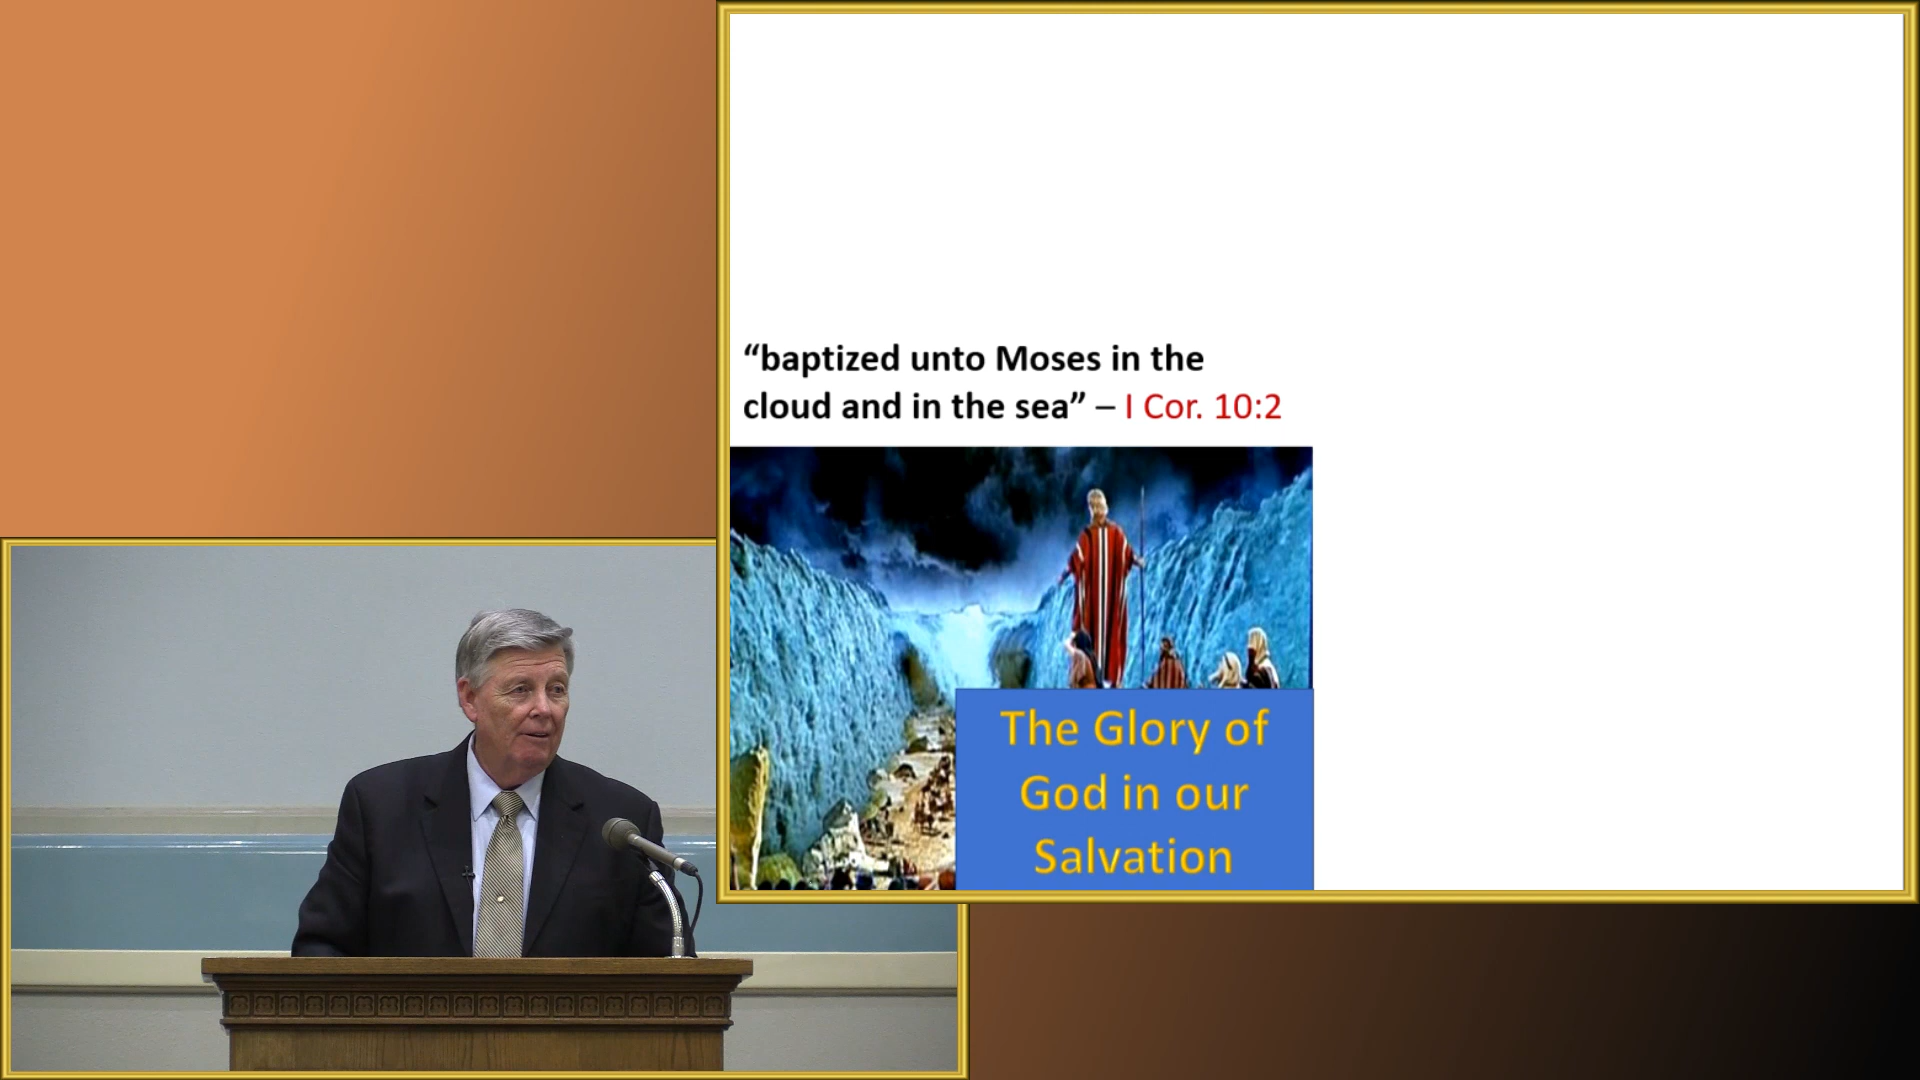 “baptized unto Moses in the
cloud and in the sea” – I Cor. 10:2
The Glory of
God in our
Salvation